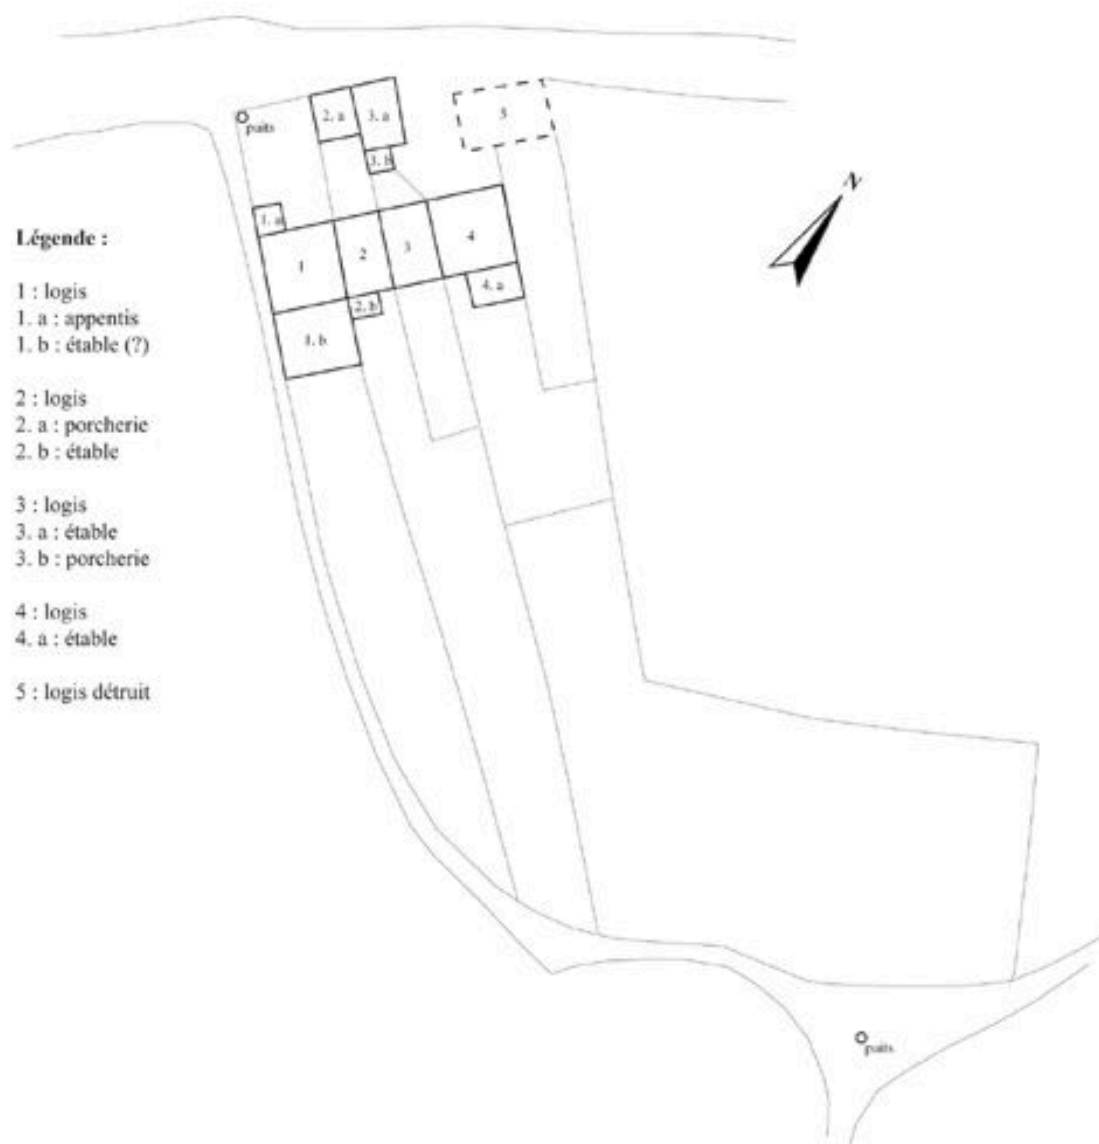 puits
2. a
3. a
5
3. b
N
1. a
1
2
3
4
4. a
2. b
1. b
Légende :
1 : logis
1. a : appentis
1. b : étable (?)
2 : logis
2. a : porcherie
2. b : étable
3 : logis
3. a : étable
3. b : porcherie
4 : logis
4. a : étable
5 : logis détruit
puits